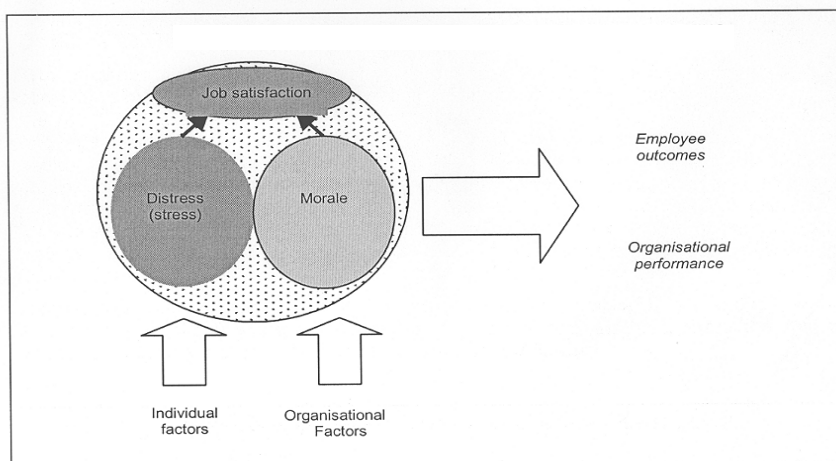 Job satisfaction
Distress
(stress)
Morale
Employee
outcomes
Organisational
performance
Individual
factors
Organisational
Factors